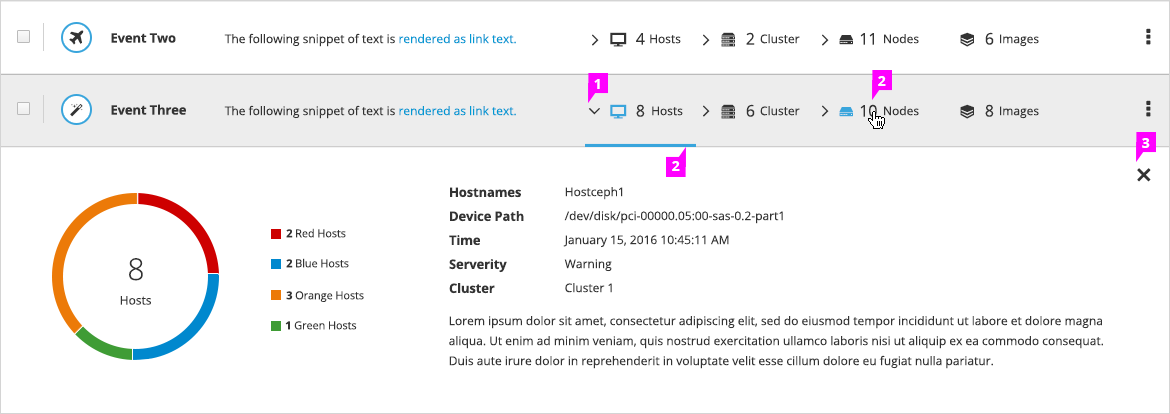 Event Two The following snippet of text is rendered as link text. 4 Hosts 2 Cluster 11 Nodes 6 Images
1 2
Event Three The following snippet of text is rendered as link text. 8 Hosts 6 Cluster 10 Nodes 8 Images
2 3
Hostnames Hostceph1
Device Path /dev/disk/pci-00000.05:00-sas-0.2-part1
Time January 15, 2016 10:45:11 AM
Serverity Warning
Cluster Cluster 1
8
Hosts
2 Red Hosts
2 Blue Hosts
3 Orange Hosts
1 Green Hosts
Lorem ipsum dolor sit amet, consectetur adipiscing elit, sed do eiusmod tempor incididunt ut labore et dolore magna
aliqua. Ut enim ad minim veniam, quis nostrud exercitation ullamco laboris nisi ut aliquip ex ea commodo consequat.
Duis aute irure dolor in reprehenderit in voluptate velit esse cillum dolore eu fugiat nulla pariatur.